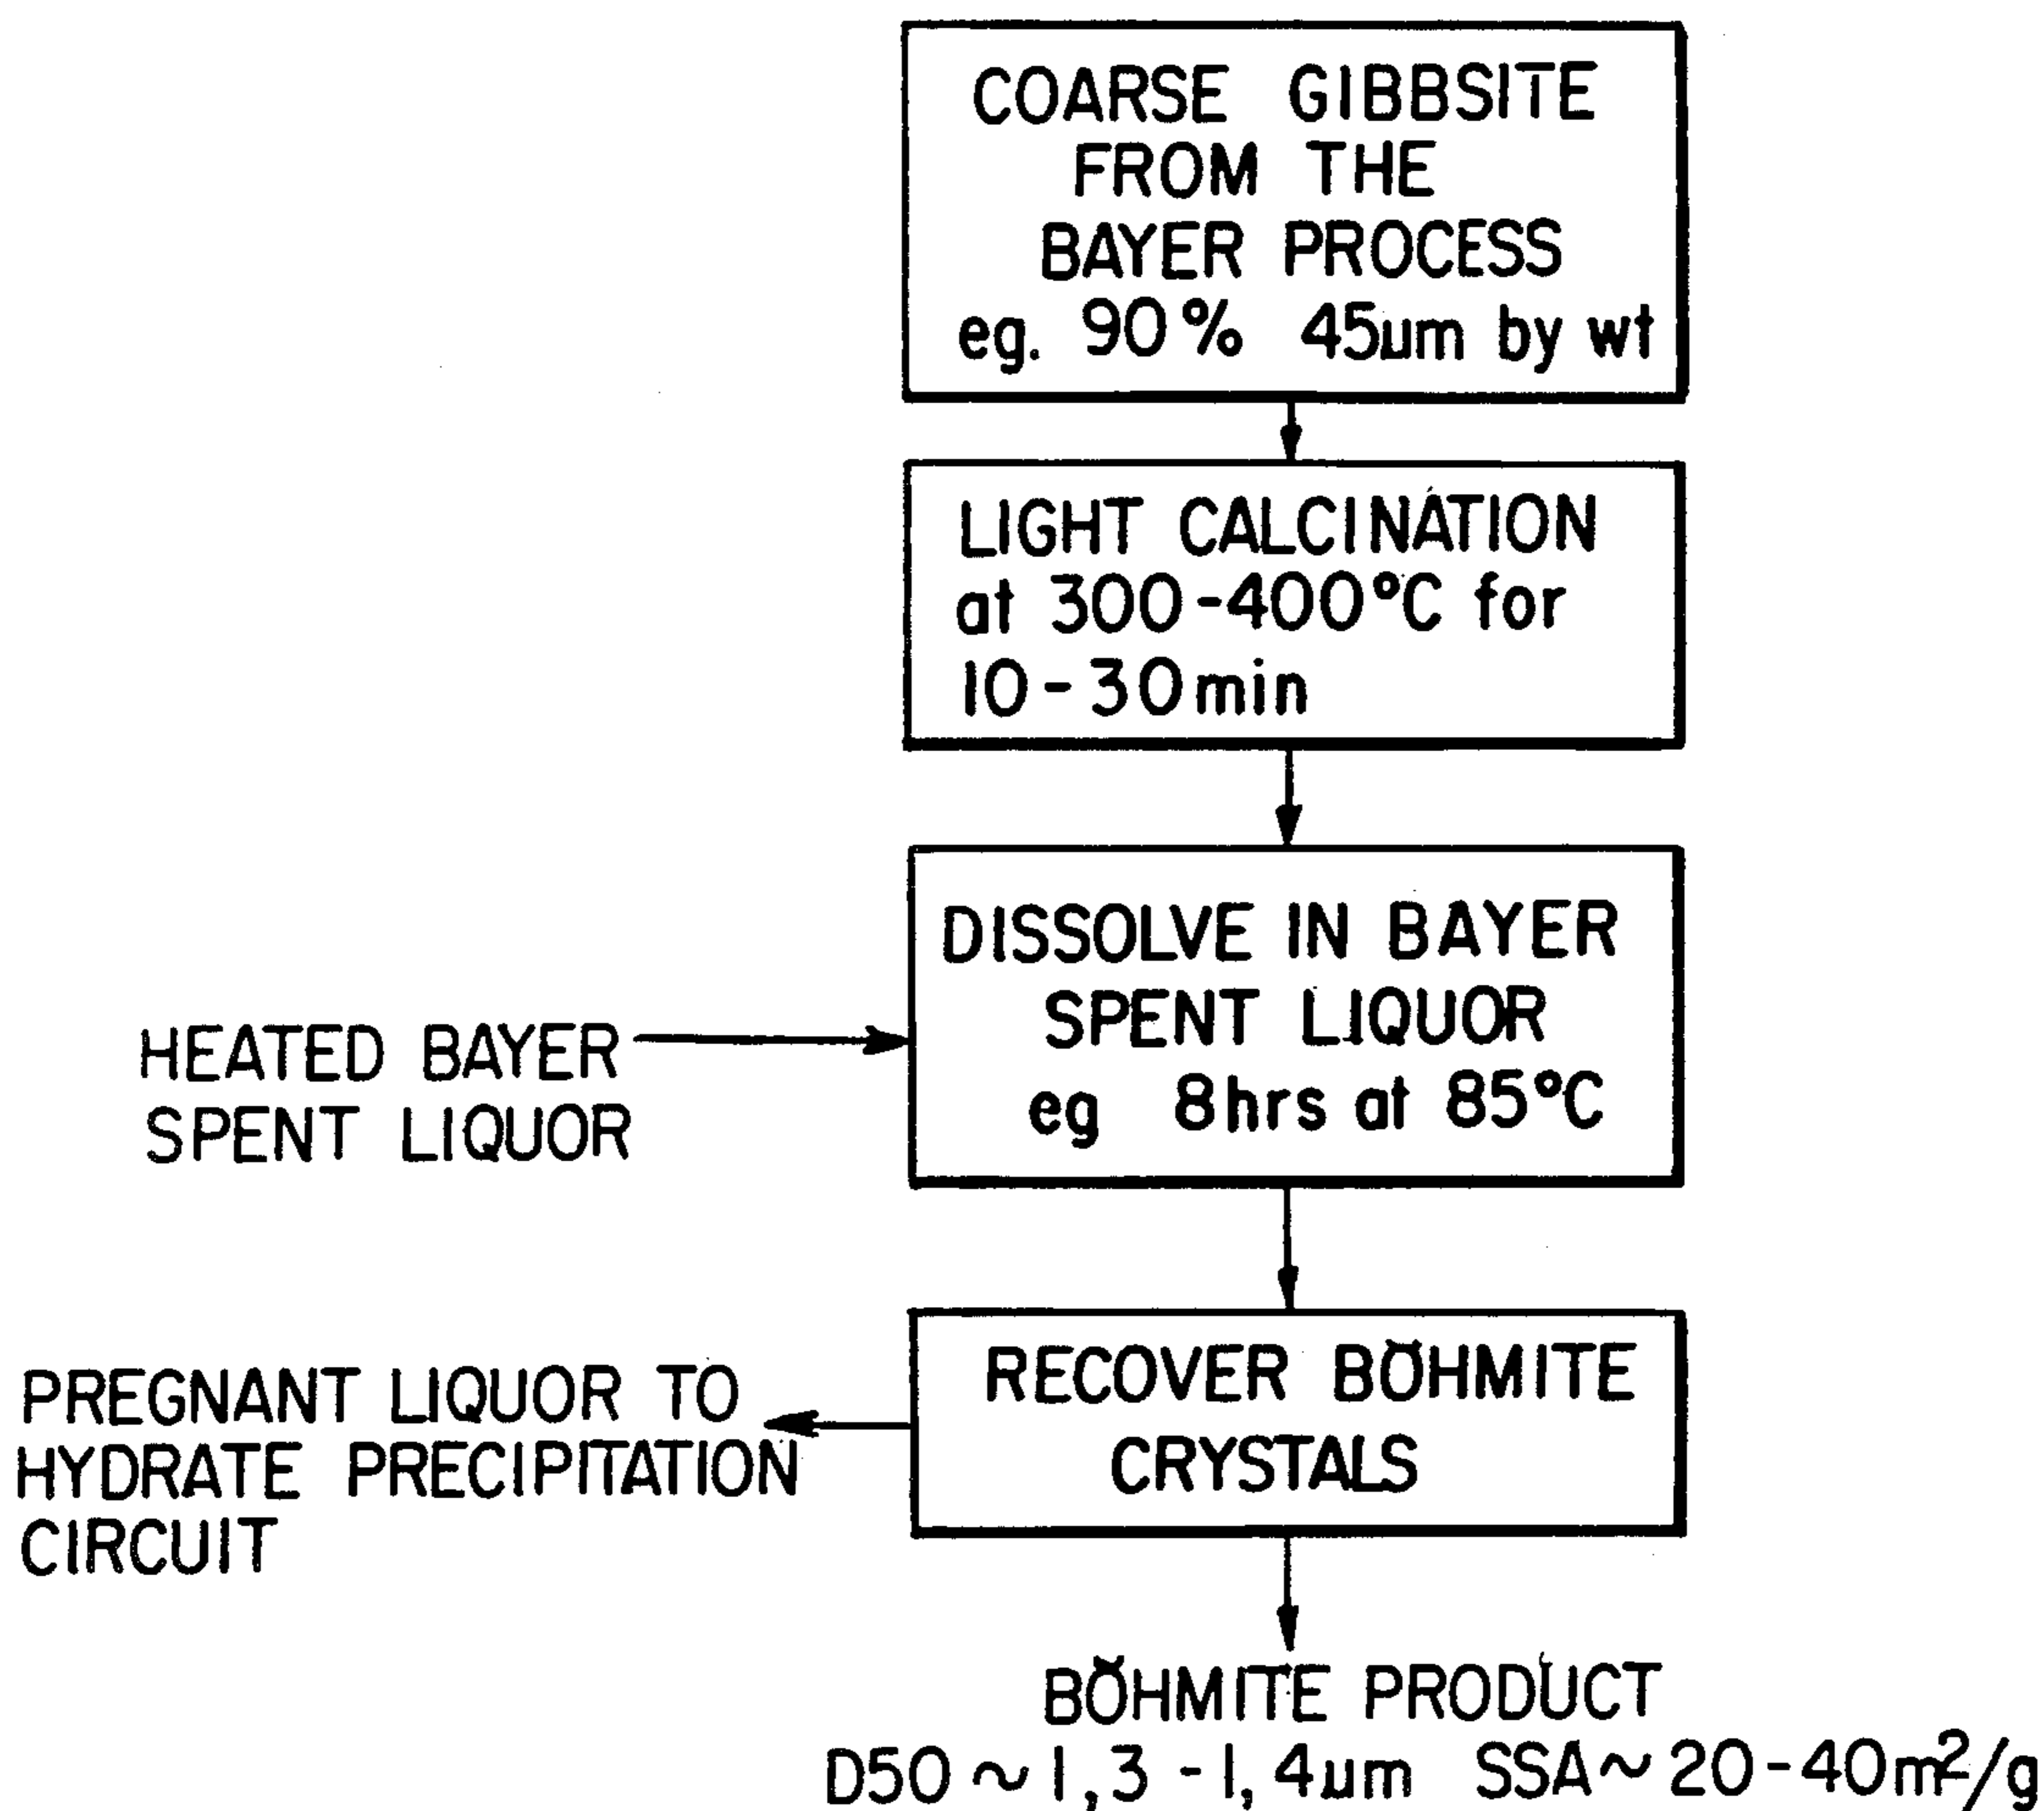 COARSE GIBBSITE
FROM THE
BAYER PROCESS
eg. 90% 45µm by wt
LIGHT CALCINATION
at 300-400°C for
10-30min
DISSOLVE IN BAYER
SPENT LIQUOR
eg 8hrs at 85°C
HEATED BAYER
SPENT LIQUOR
RECOVER BÖHMITE
CRYSTALS
PREGNANT LIQUOR TO
HYDRATE PRECIPITATION
CIRCUIT
BÖHMITE PRODUCT
D50 ~ 1,3 - 1,4µm SSA ~ 20-40m²/g